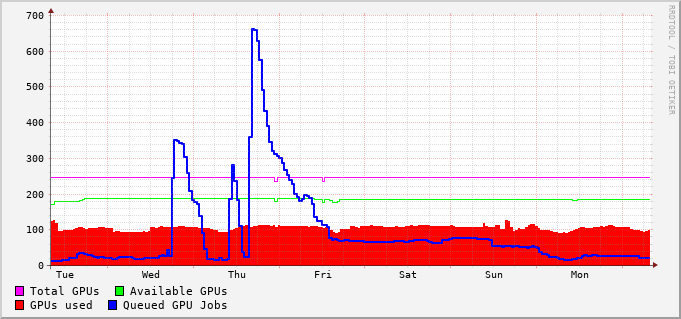 700
600
500
400
300
200
100
0
Tue Wed Thu Fri Sat Sun Mon
Total GPUs Available GPUs
GPUs used Queued GPU Jobs
RRDTOOL / TOBI OETIKER